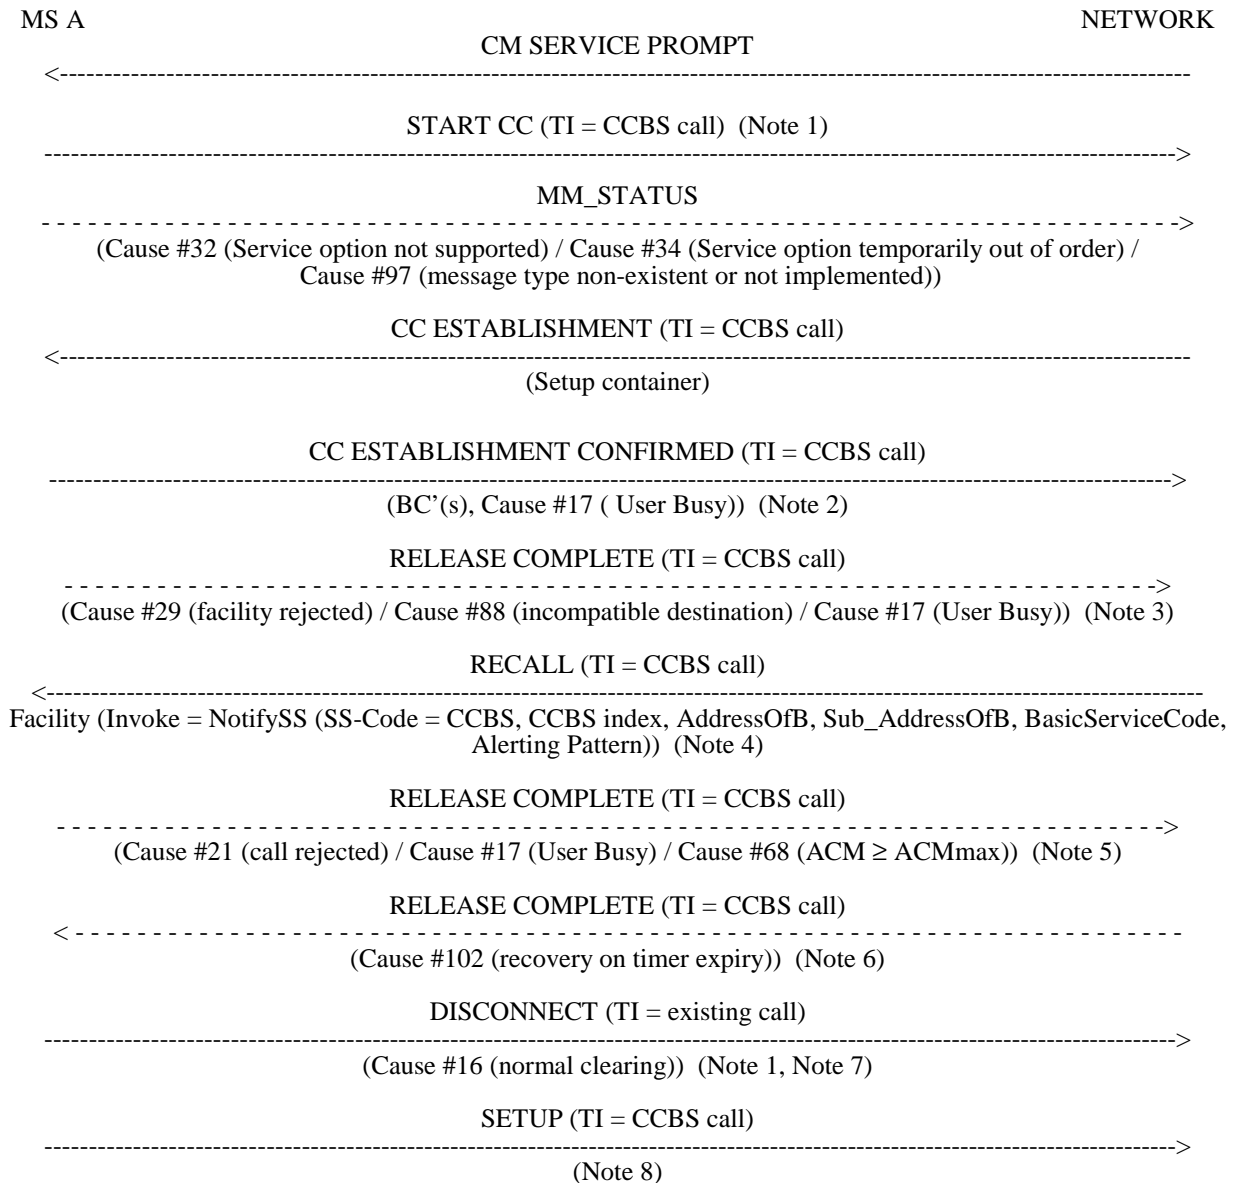 MS A NETWORK
CM SERVICE PROMPT
<----------------------------------------------------------------
START CC (TI = CCBS call) (Note 1)
---------------------------------------------------------------->
MM_STATUS
- - - - - - - - - - - - - - - - - - - - - - - - - - - - - - - ->
(Cause #32 (Service option not supported) / Cause #34 (Service option temporarily out of order) /
Cause #97 (message type non-existent or not implemented))
CC ESTABLISHMENT (TI = CCBS call)
<----------------------------------------------------------------
(Setup container)
CC ESTABLISHMENT CONFIRMED (TI = CCBS call)
---------------------------------------------------------------->
(BC’(s), Cause #17 ( User Busy)) (Note 2)
RELEASE COMPLETE (TI = CCBS call)
- - - - - - - - - - - - - - - - - - - - - - - - - - - - - - - ->
(Cause #29 (facility rejected) / Cause #88 (incompatible destination) / Cause #17 (User Busy)) (Note 3)
RECALL (TI = CCBS call)
<----------------------------------------------------------------
Facility (Invoke = NotifySS (SS-Code = CCBS, CCBS index, AddressOfB, Sub_AddressOfB, BasicServiceCode,
Alerting Pattern)) (Note 4)
RELEASE COMPLETE (TI = CCBS call)
- - - - - - - - - - - - - - - - - - - - - - - - - - - - - - - ->
(Cause #21 (call rejected) / Cause #17 (User Busy) / Cause #68 (ACM ≥ ACMmax)) (Note 5)
RELEASE COMPLETE (TI = CCBS call)
< - - - - - - - - - - - - - - - - - - - - - - - - - - - - - - -
(Cause #102 (recovery on timer expiry)) (Note 6)
DISCONNECT (TI = existing call)
---------------------------------------------------------------->
(Cause #16 (normal clearing)) (Note 1, Note 7)
SETUP (TI = CCBS call)
---------------------------------------------------------------->
(Note 8)